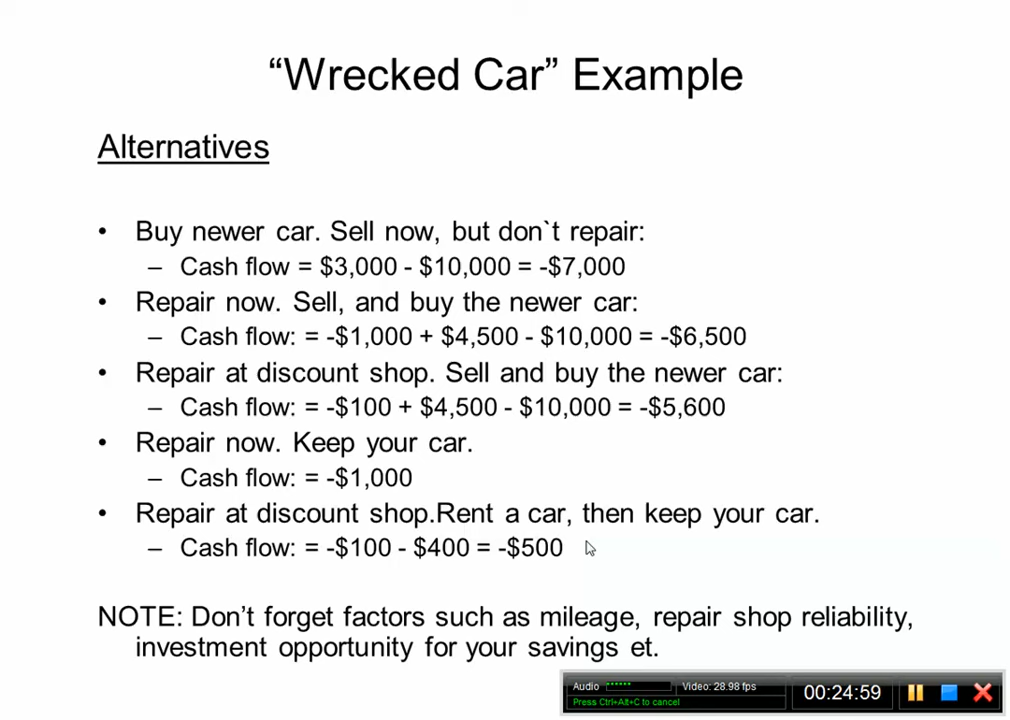 “Wrecked Car” Example
Alternatives
• Buy newer car. Sell now, but don`t repair:
– Cash flow = $3,000 - $10,000 = -$7,000
• Repair now. Sell, and buy the newer car:
– Cash flow: = -$1,000 + $4,500 - $10,000 = -$6,500
• Repair at discount shop. Sell and buy the newer car:
– Cash flow: = -$100 + $4,500 - $10,000 = -$5,600
• Repair now. Keep your car.
– Cash flow: = -$1,000
• Repair at discount shop.Rent a car, then keep your car.
– Cash flow: = -$100 - $400 = -$500
NOTE: Don’t forget factors such as mileage, repair shop reliability,
investment opportunity for your savings et.
Audio Video: 28.98 fps
Press Ctrl+Alt+C to cancel
00:24:59